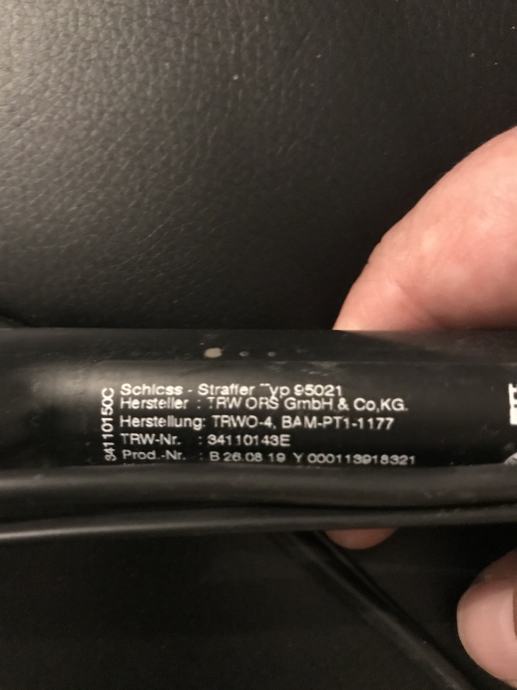 Schloss - Straffer Typ 95021
Hersteller : TRW ORS GmbH & Co,KG.
Herstellung: TRWO-4, BAM-PT1-1177
TRW-Nr. : 34110143E
Prod.-Nr. : B 26.08 19 Y 000113918321
34110150C